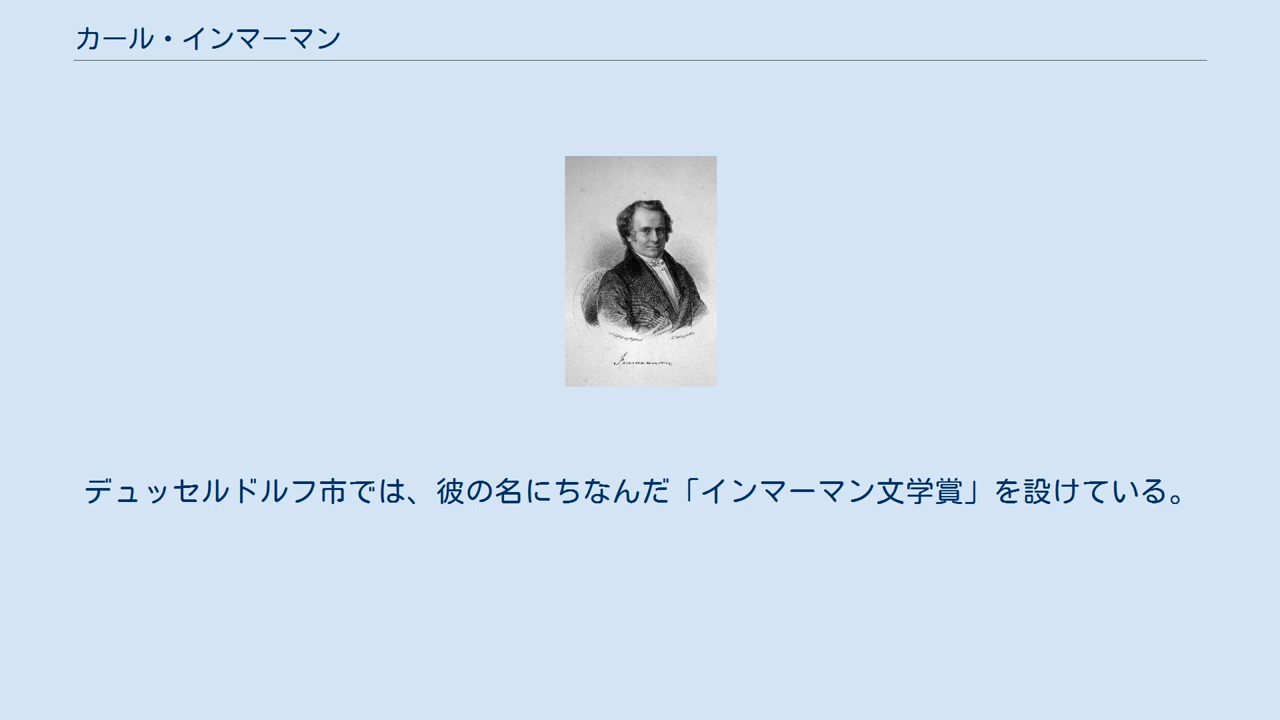 カール・インマーマン
Immermann
デュッセルドルフ市では、彼の名にちなんだ「インマーマン文学賞」を設けている。